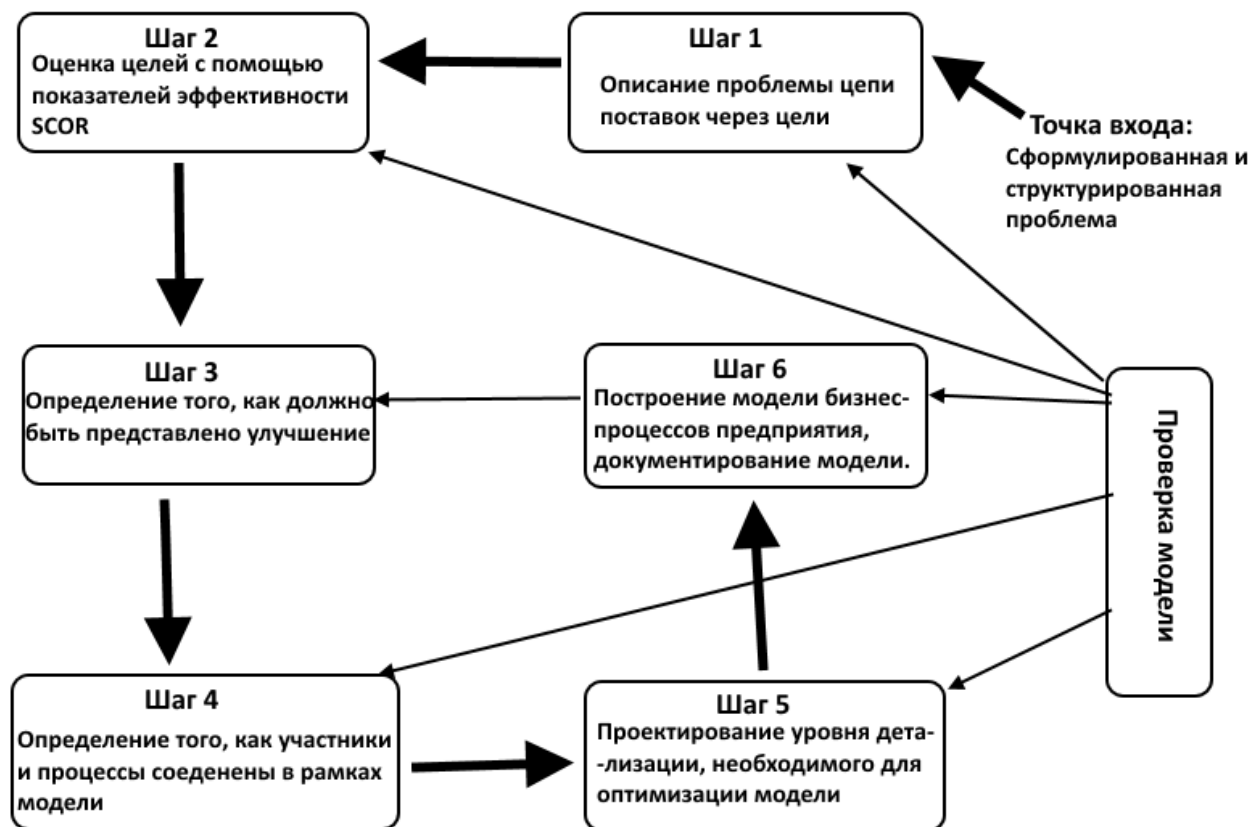 Шаг 1
Описание проблемы цепи
поставок через цели
Точка входа:
Сформулированная и
структурированная
проблема
Шаг 2
Оценка целей с помощью
показателей эффективности
SCOR
Шаг 3
Определение того, как должно
быть представлено улучшение
Шаг 4
Определение того, как участники
и процессы соеденены в рамках
модели
Шаг 5
Проектирование уровня дета-
-лизации, необходимого для
оптимизации модели
Шаг 6
Построение модели бизнес-
процессов предприятия,
документирование модели.
Проверка модели